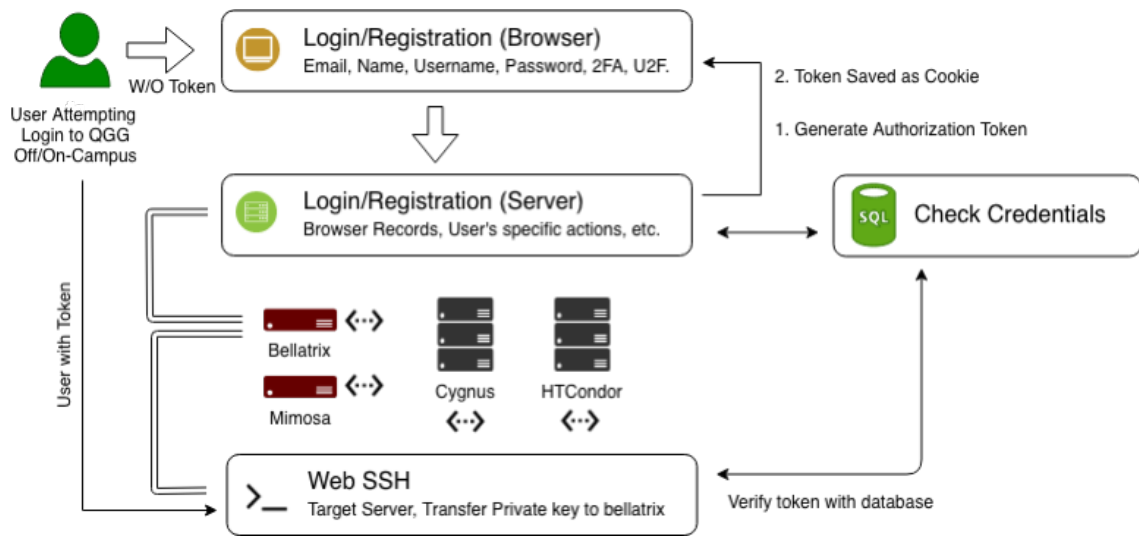 Login/Registration (Browser)
Email, Name, Username, Password, 2FA, U2F.
W/O Token
User Attempting
Login to QGG
Off/On-Campus
2. Token Saved as Cookie
1. Generate Authorization Token
Login/Registration (Server)
Browser Records, User's specific actions, etc.
SQL
Check Credentials
User with Token
Bellatrix
Mimosa
Cygnus
HTCondor
Web SSH
Target Server, Transfer Private key to bellatrix
Verify token with database